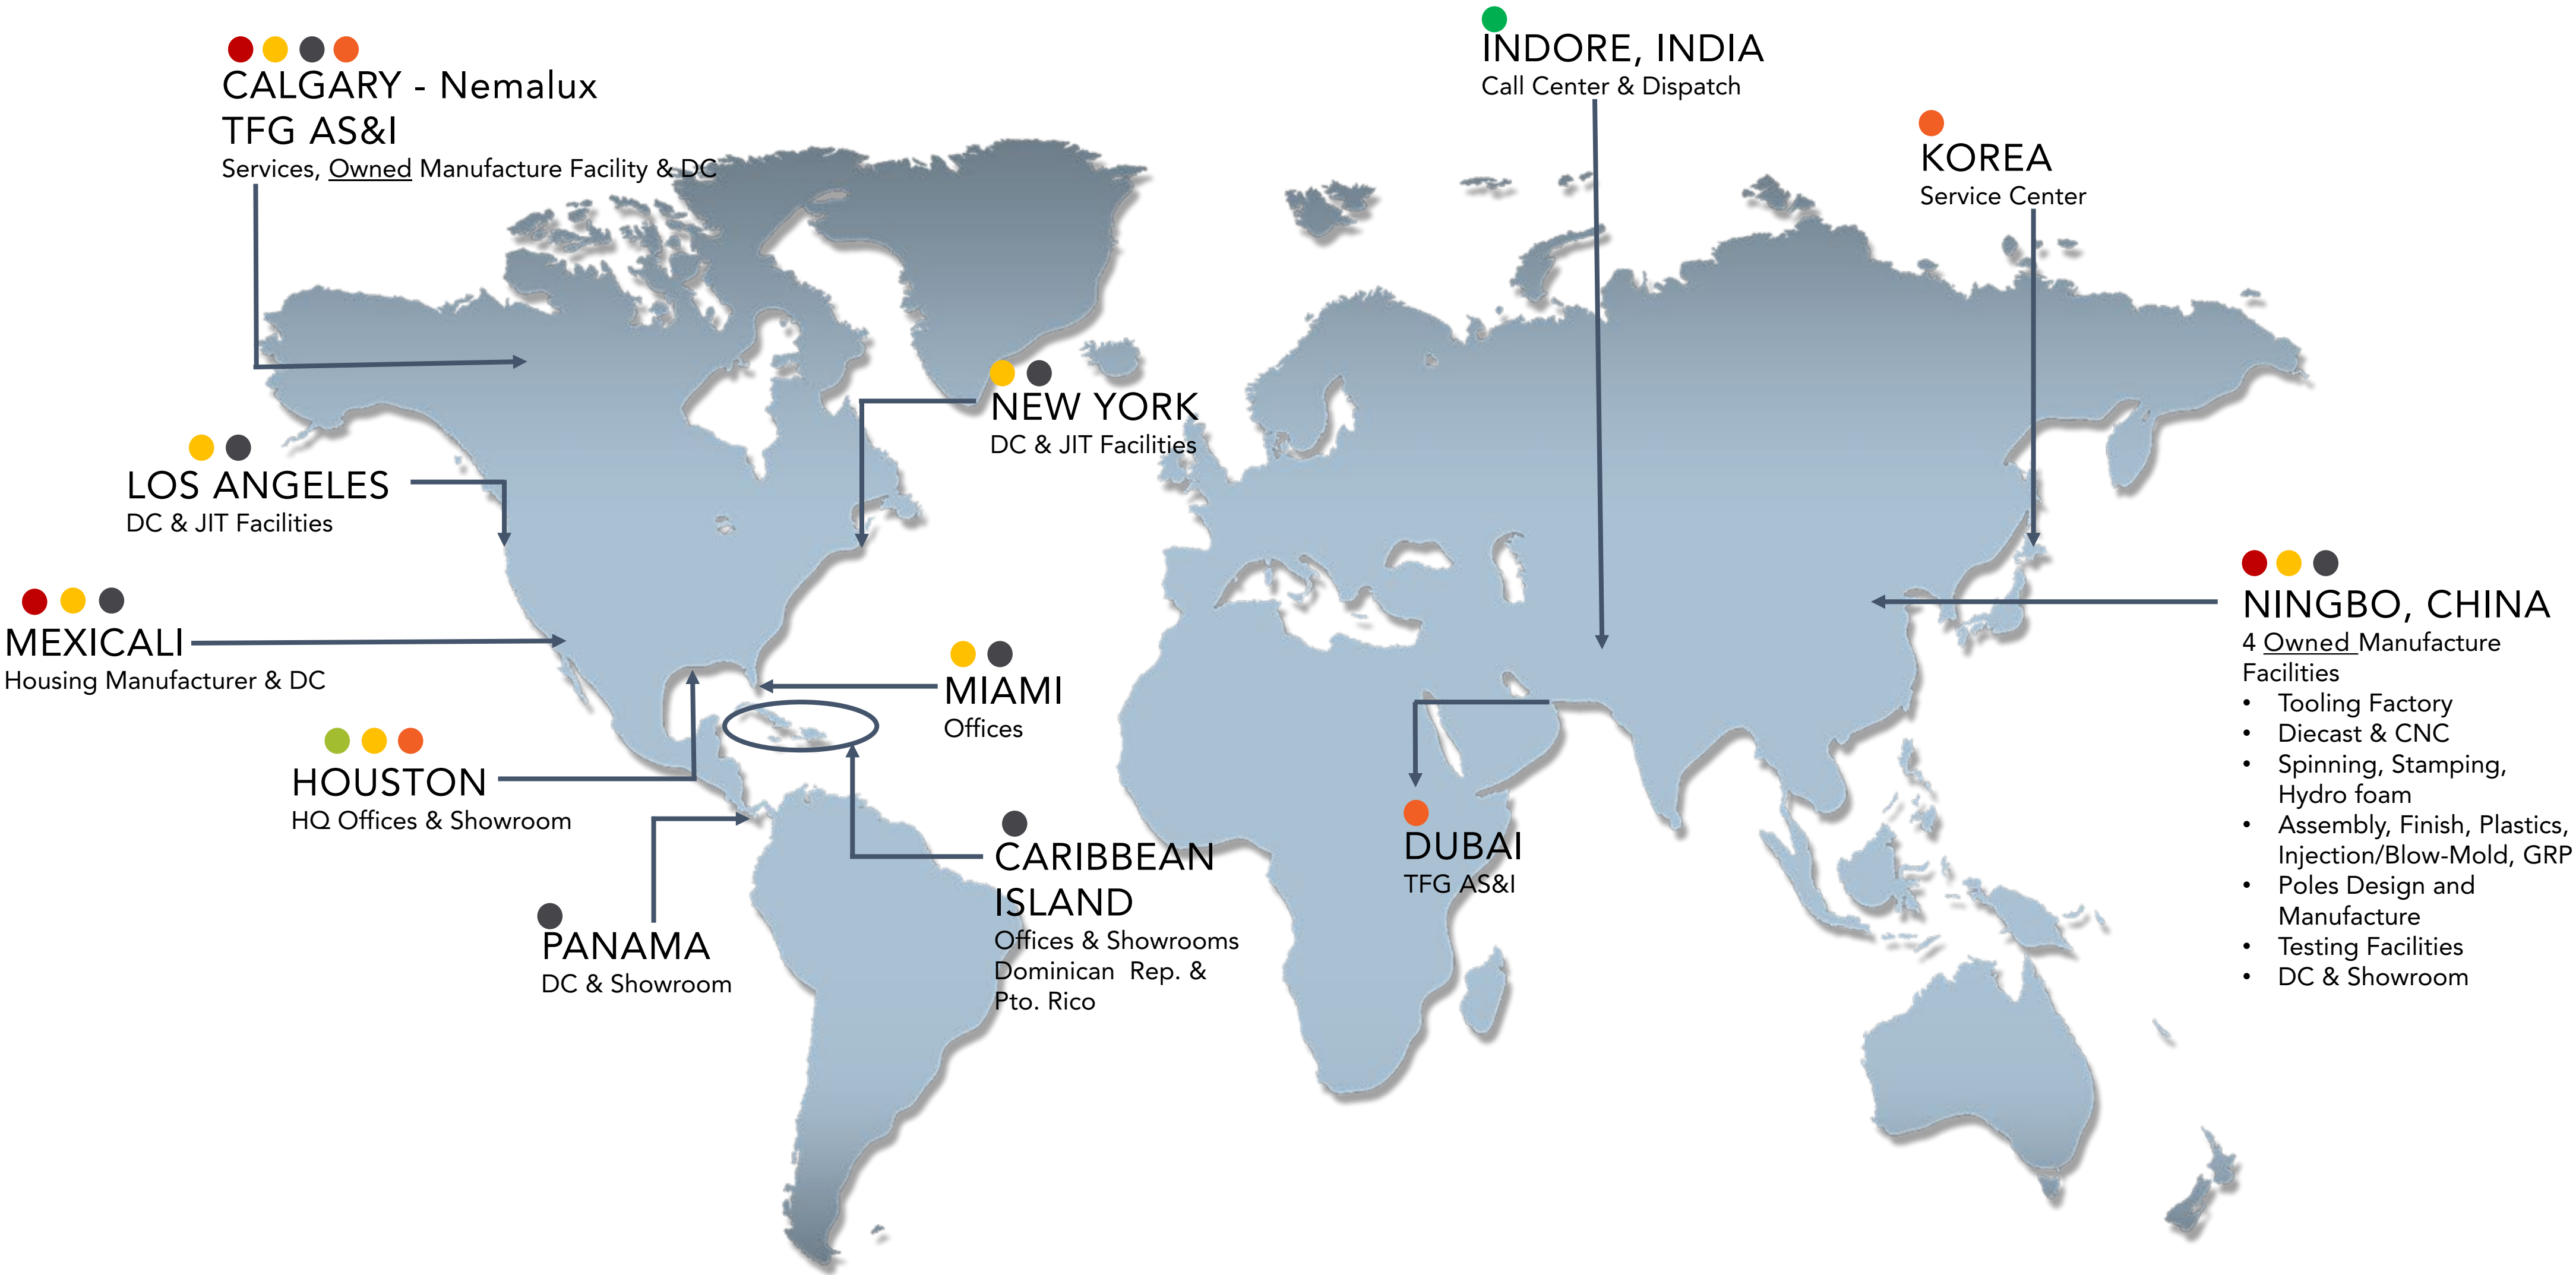 INDORE, INDIA
Call Center & Dispatch
CALGARY - Nemalux
TFG AS&I
Services, Owned Manufacture Facility & DC
KOREA
Service Center
NEW YORK
DC & JIT Facilities
LOS ANGELES
DC & JIT Facilities
MEXICALI
Housing Manufacturer & DC
MIAMI
Offices
HOUSTON
HQ Offices & Showroom
PANAMA
DC & Showroom
CARIBBEAN
ISLAND
Offices & Showrooms
Dominican Rep. &
Pto. Rico
DUBAI
TFG AS&I
NINGBO, CHINA
4 Owned Manufacture
Facilities
• Tooling Factory
• Diecast & CNC
• Spinning, Stamping,
Hydro foam
• Assembly, Finish, Plastics,
Injection/Blow-Mold, GRP
• Poles Design and
Manufacture
• Testing Facilities
• DC & Showroom